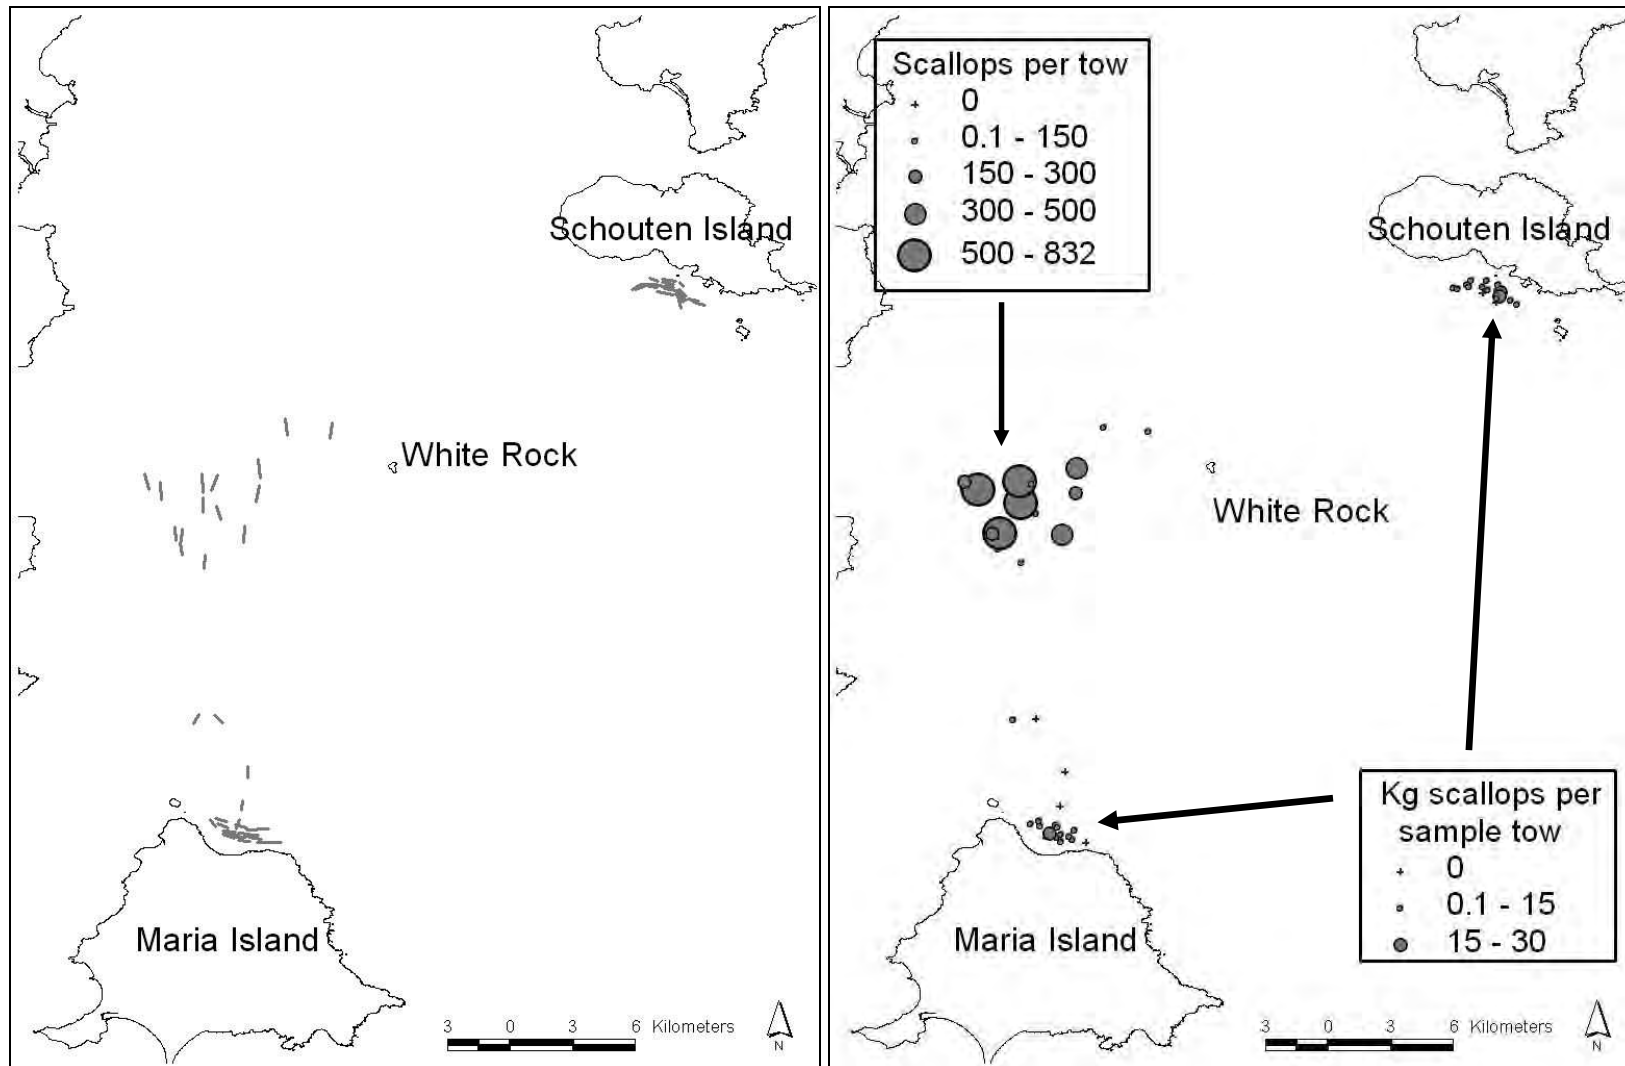 Schouten Island
White Rock
Maria Island
3 0 3 6 Kilometers
N
Scallops per tow
0
0.1 - 150
150 - 300
300 - 500
500 - 832
Schouten Island
White Rock
Kg scallops per
sample tow
0
0.1 - 15
15 - 30
Maria Island
3 0 3 6 Kilometers
N